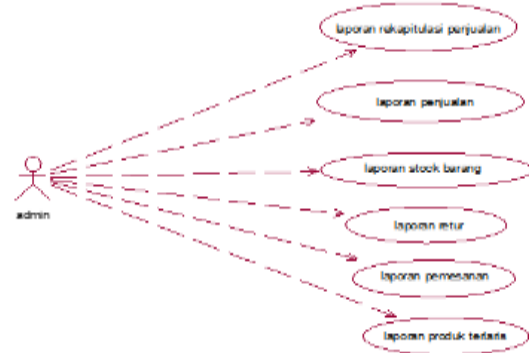 laporan rekapitulasi penjualan
laporan penjualan
laporan stock barang
admin
laporan retur
laporan pemesanan
laporan produk terlaris